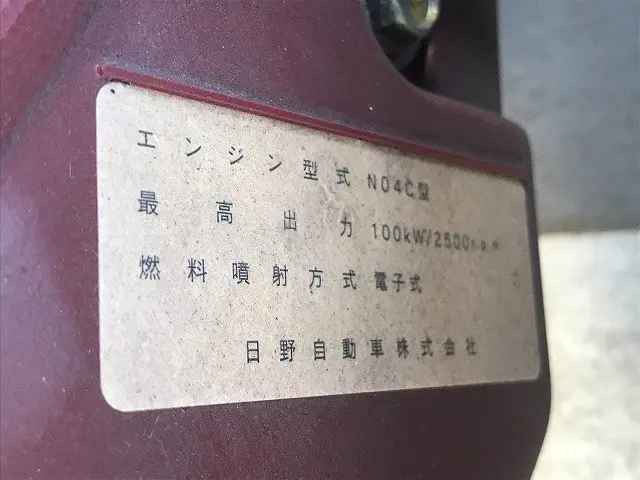 エンジン型式 N04C型
最高出力 100kW/2500r.p.m
燃料噴射方式 電子式
日野自動車株式会社